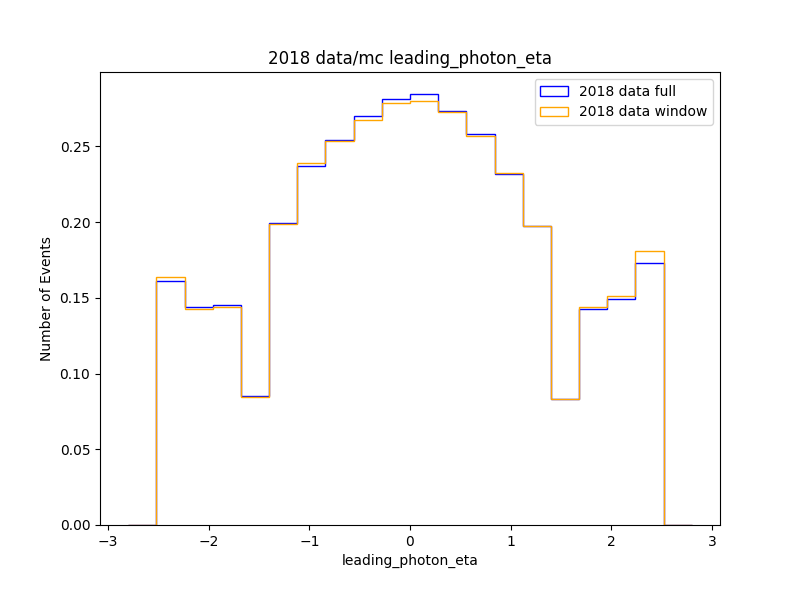 2018 data/mc leading_photon_eta
2018 data full
2018 data window
Number of Events
0.25
0.20
0.15
0.10
0.05
0.00
−3
−2
−1
0
1
2
3
leading_photon_eta